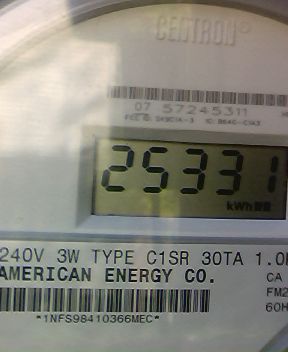 CENTRON®
07 57245311
25331
kWh
240V 3W TYPE C1SR 30TA 1.0
AMERICAN ENERGY CO.
CA
FM2
60H
*1NFS98410366MEC*